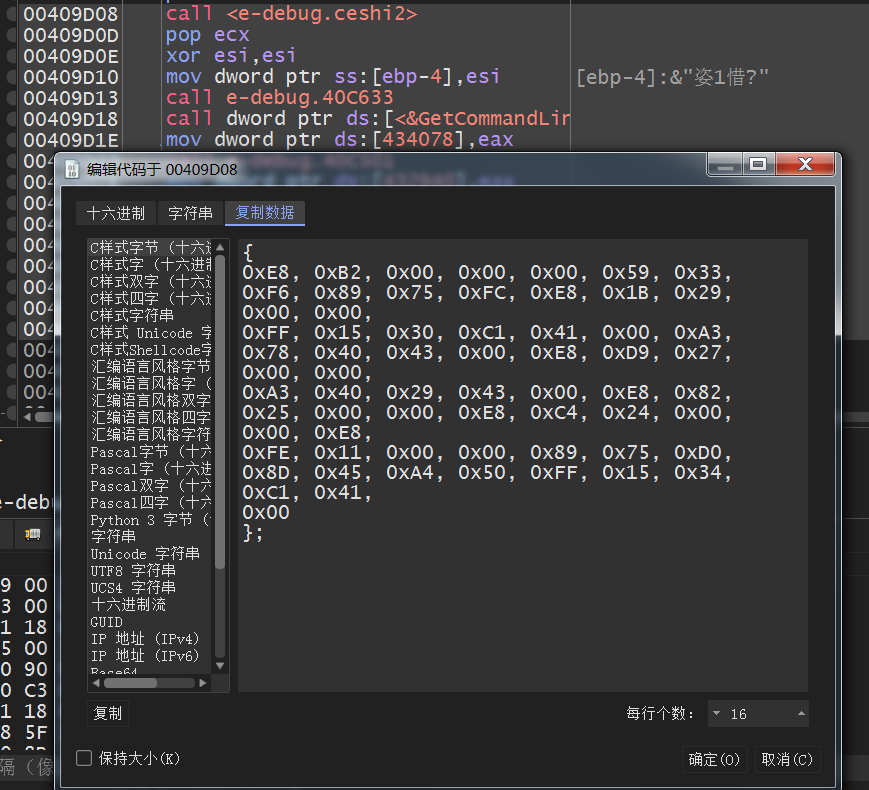 00409D08 call <e-debug.ceshi2>
00409D0D pop ecx
00409D0E xor esi,esi
00409D10 mov dword ptr ss:[ebp-4],esi [ebp-4]:&"姿1惜?"
00409D13 call e-debug.40C633
00409D18 call dword ptr ds:[<&GetCommandLin
00409D1E mov dword ptr ds:[434078],eax
编辑代码于 00409D08
十六进制 字符串 复制数据
C样式字节 (十六进
C样式字 (十六进制
C样式双字 (十六进
C样式四字 (十六进
C样式字符串
C样式 Unicode 字
C样式Shellcode字
汇编语言风格字节
汇编语言风格字 (
汇编语言风格双字
汇编语言风格四字
汇编语言风格字符
Pascal字节 (十六
Pascal字 (十六进
Pascal双字 (十六
Pascal四字 (十六
Python 3 字节 (
字符串
Unicode 字符串
UTF8 字符串
UCS4 字符串
十六进制流
GUID
IP 地址 (IPv4)
IP 地址 (IPv6)
Base64
{
0xE8, 0xB2, 0x00, 0x00, 0x00, 0x59, 0x33,
0xF6, 0x89, 0x75, 0xFC, 0xE8, 0x1B, 0x29,
0x00, 0x00,
0xFF, 0x15, 0x30, 0xC1, 0x41, 0x00, 0xA3,
0x78, 0x40, 0x43, 0x00, 0xE8, 0xD9, 0x27,
0x00, 0x00,
0xA3, 0x40, 0x29, 0x43, 0x00, 0xE8, 0x82,
0x25, 0x00, 0x00, 0xE8, 0xC4, 0x24, 0x00,
0x00, 0xE8,
0xFE, 0x11, 0x00, 0x00, 0x89, 0x75, 0xD0,
0x8D, 0x45, 0xA4, 0x50, 0xFF, 0x15, 0x34,
0xC1, 0x41,
0x00
};
复制
每行个数: 16
保持大小(K)
确定(O) 取消(C)
e-debu
9 00
3 00
1 18
5 00
0 90
0 C3
1 18
8 5F
隔 (像